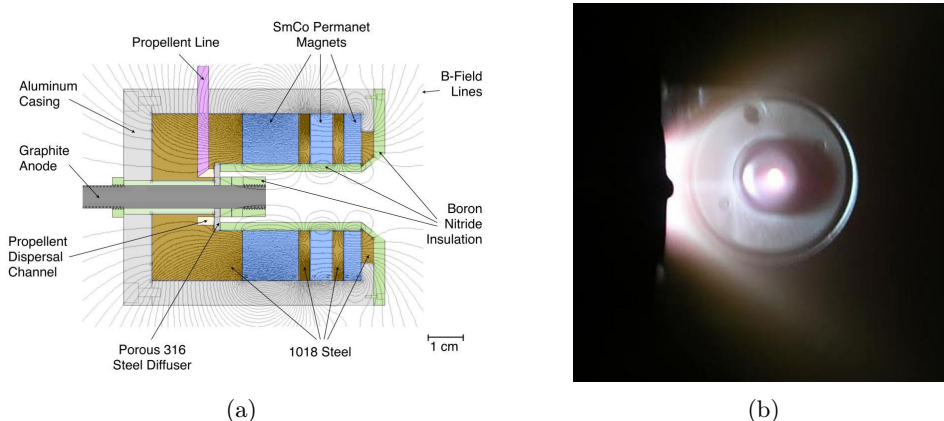 Propellent Line
SmCo Permanet
Magnets
Aluminum
Casing
B-Field
Lines
Graphite
Anode
Propellent
Dispersal
Channel
Boron
Nitride
Insulation
Porous 316
Steel Diffuser
1018 Steel
1 cm
(a)
(b)